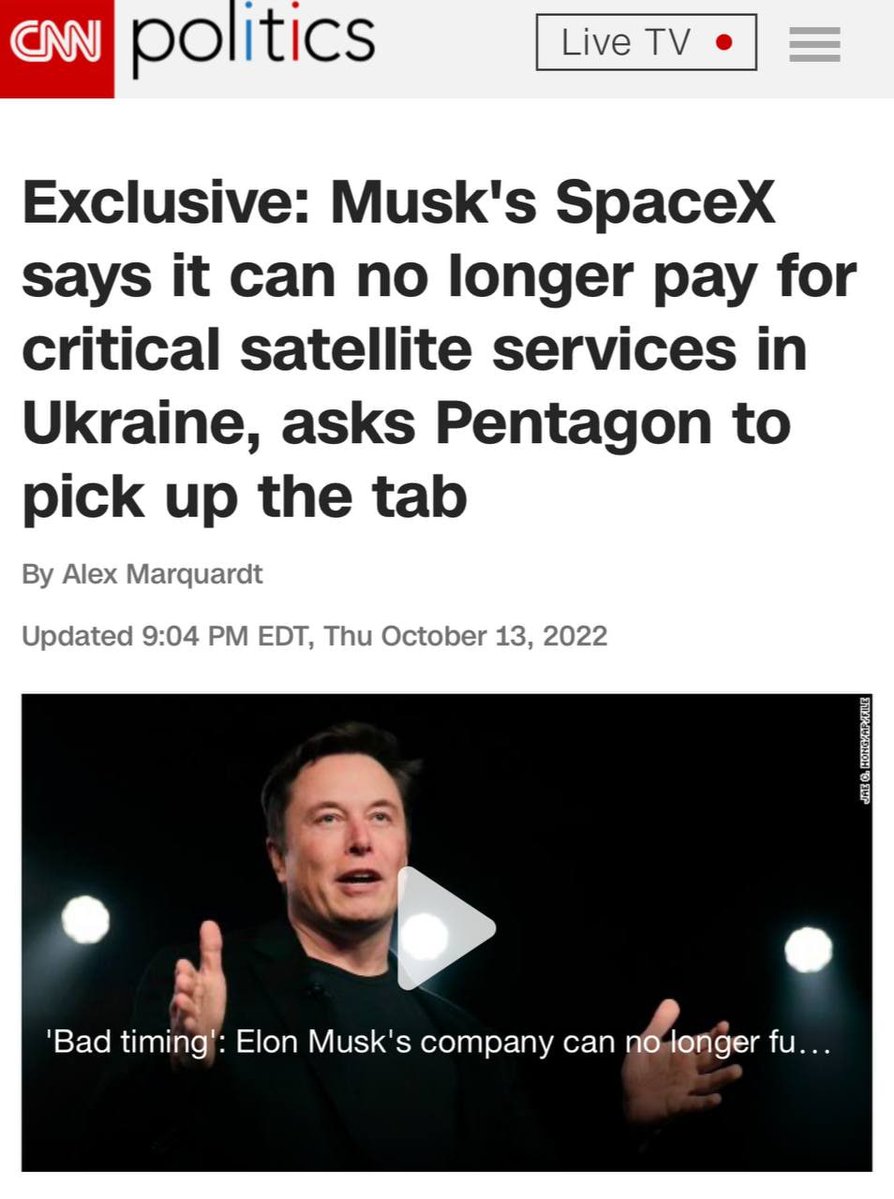 CNN politics Live TV
Exclusive: Musk's SpaceX
says it can no longer pay for
critical satellite services in
Ukraine, asks Pentagon to
pick up the tab
By Alex Marquardt
Updated 9:04 PM EDT, Thu October 13, 2022
JAE C. HONG/AP/FILE
'Bad timing': Elon Musk's company can no longer fu...